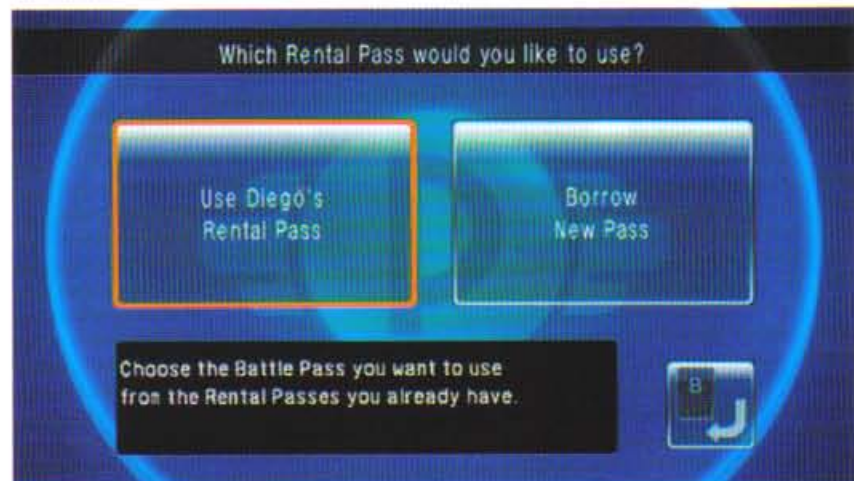 Which Rental Pass would you like to use?
Use Diego's
Rental Pass
Borrow
New Pass
Choose the Battle Pass you want to use
from the Rental Passes you already have.
B